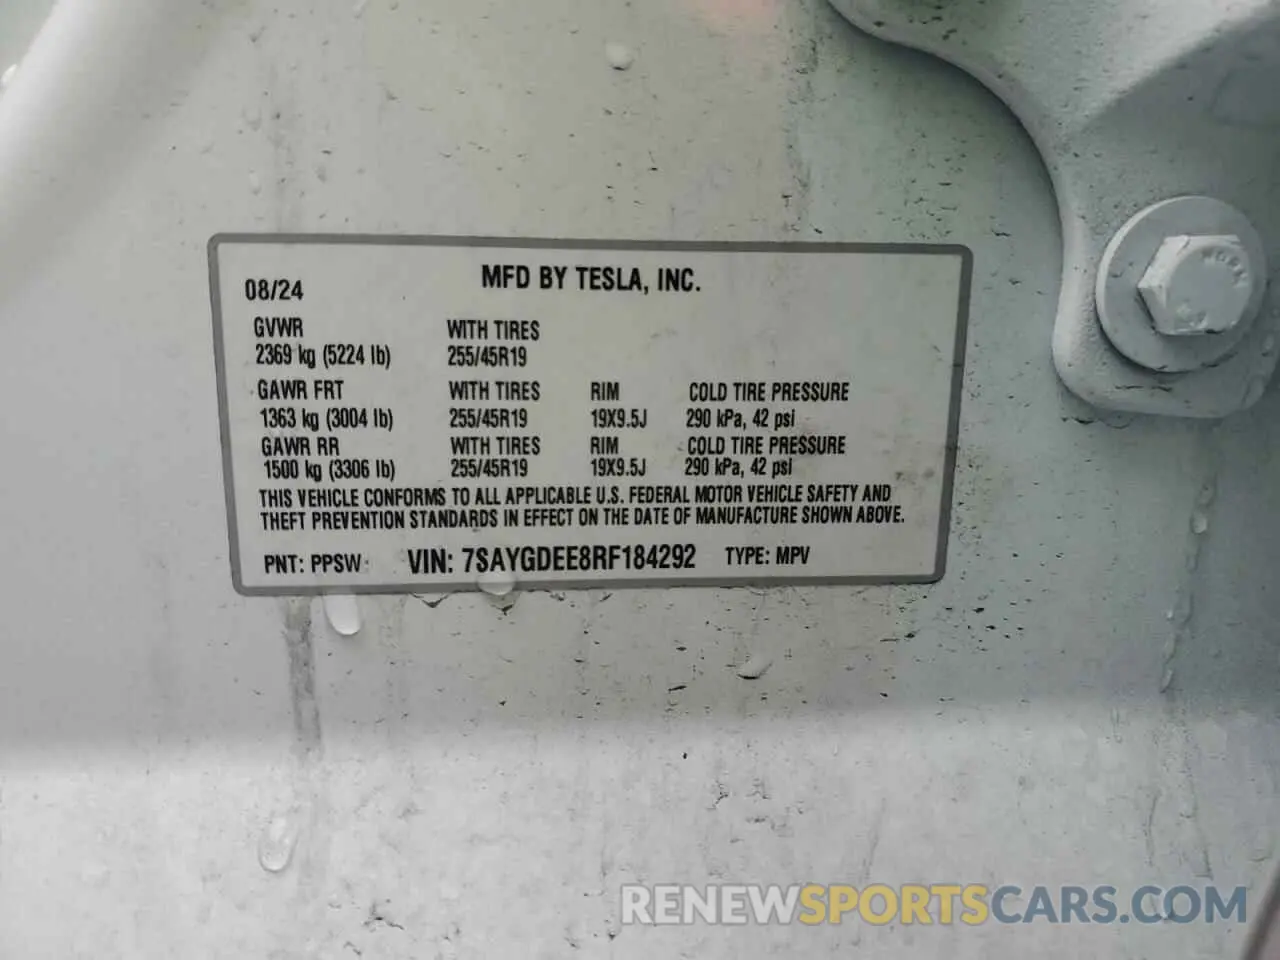 MFD BY TESLA, INC.
08/24
GVWR WITH TIRES
2369 kg (5224 lb) 255/45R19
GAWR FRT WITH TIRES RIM COLD TIRE PRESSURE
1363 kg (3004 lb) 255/45R19 19X9.5J 290 kPa, 42 psi
GAWR RR WITH TIRES RIM COLD TIRE PRESSURE
1500 kg (3306 lb) 255/45R19 19X9.5J 290 kPa, 42 psi
THIS VEHICLE CONFORMS TO ALL APPLICABLE U.S. FEDERAL MOTOR VEHICLE SAFETY AND
THEFT PREVENTION STANDARDS IN EFFECT ON THE DATE OF MANUFACTURE SHOWN ABOVE.
PNT: PPSW VIN: 7SAYGDEE8RF184292 TYPE: MPV
RENEWSPORTSCARS.COM